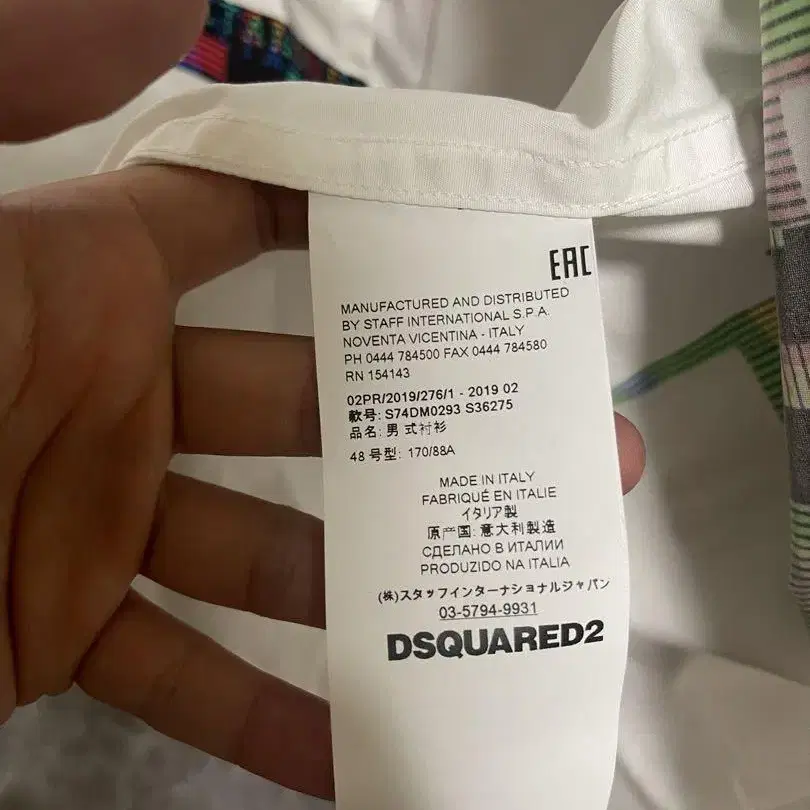 EAC
MANUFACTURED AND DISTRIBUTED
BY STAFF INTERNATIONAL S.P.A.
NOVENTA VICENTINA - ITALY
PH 0444 784500 FAX 0444 784580
RN 154143
02PR/2019/276/1 - 2019 02
款号: S74DM0293 S36275
品名: 男 式衬衫
48 号型: 170/88A
MADE IN ITALY
FABRIQUÉ EN ITALIE
イタリア製
原产国: 意大利製造
СДЕЛАНО В ИТАЛИИ
PRODUZIDO NA ITALIA
(株)スタッフインターナショナルジャパン
03-5794-9931
DSQUARED2